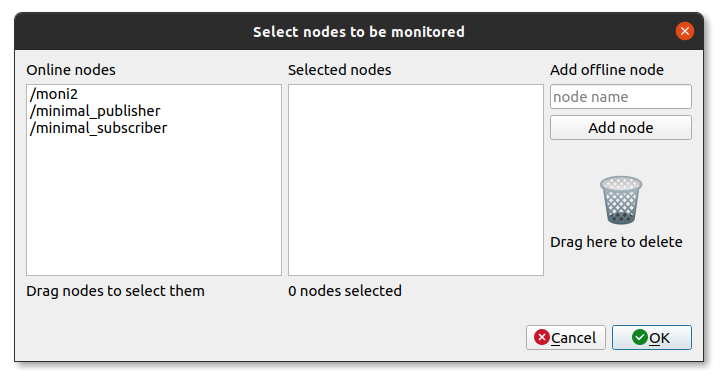 Select nodes to be monitored
Online nodes
Selected nodes
Add offline node
/moni2
/minimal_publisher
/minimal_subscriber
node name
Add node
Drag here to delete
Drag nodes to select them
0 nodes selected
Cancel
OK